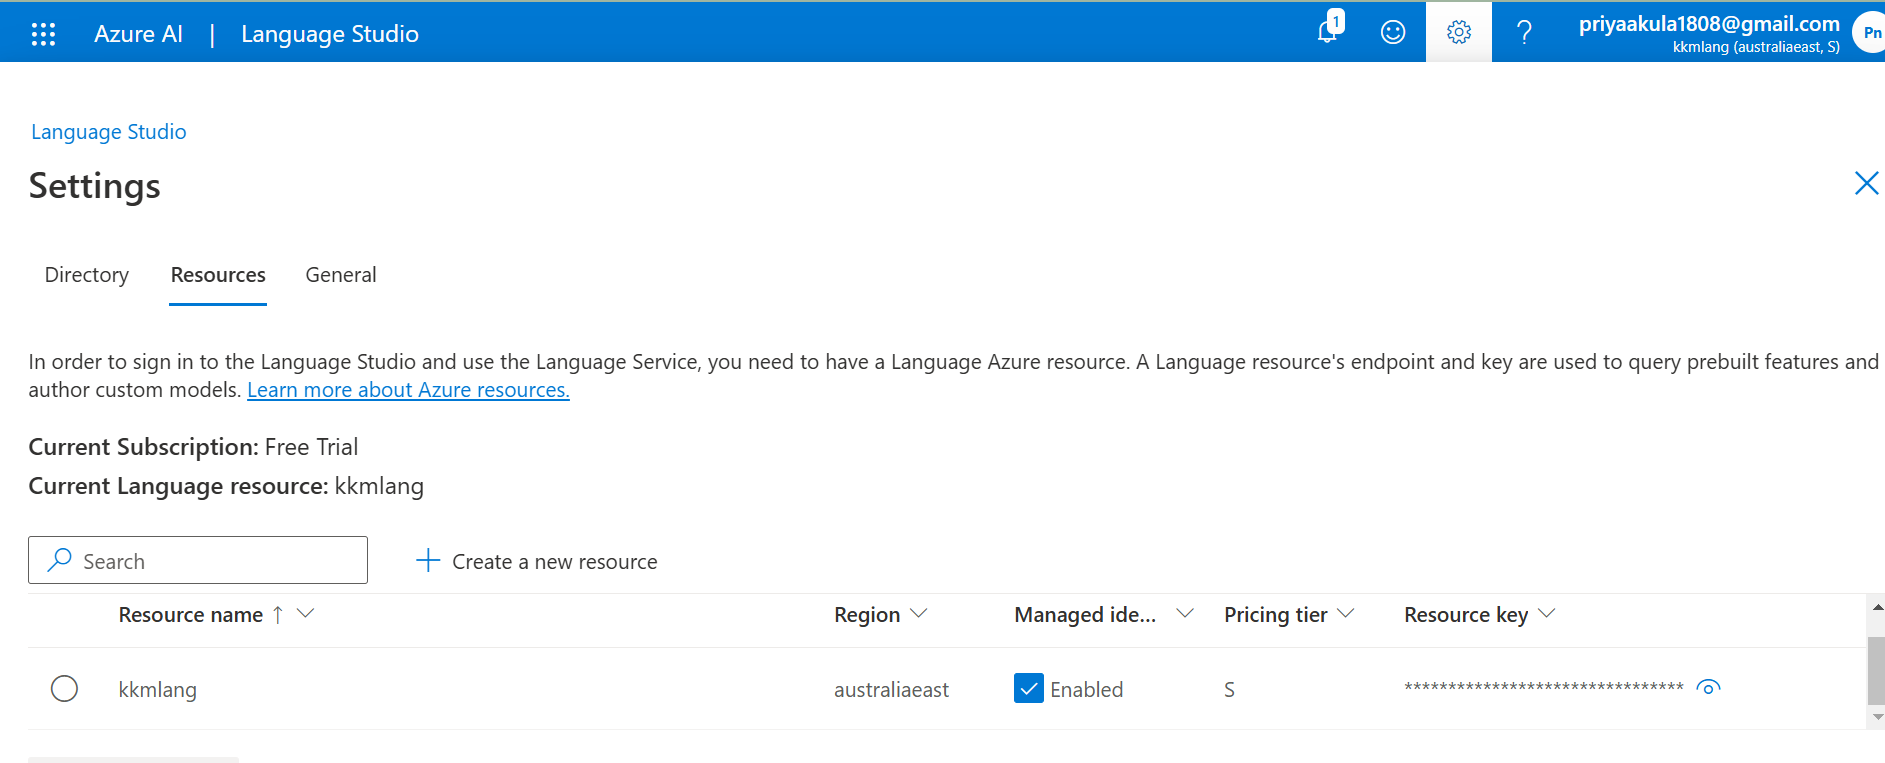 Azure AI | Language Studio
1
priyaakula1808@gmail.com
kkmlang (australiaeast, S)
Pn
Language Studio
Settings
Directory Resources General
In order to sign in to the Language Studio and use the Language Service, you need to have a Language Azure resource. A Language resource's endpoint and key are used to query prebuilt features and
author custom models. Learn more about Azure resources.
Current Subscription: Free Trial
Current Language resource: kkmlang
Search
Create a new resource
Resource name Region Managed ide... Pricing tier Resource key
kkmlang australiaeast Enabled S ********************************